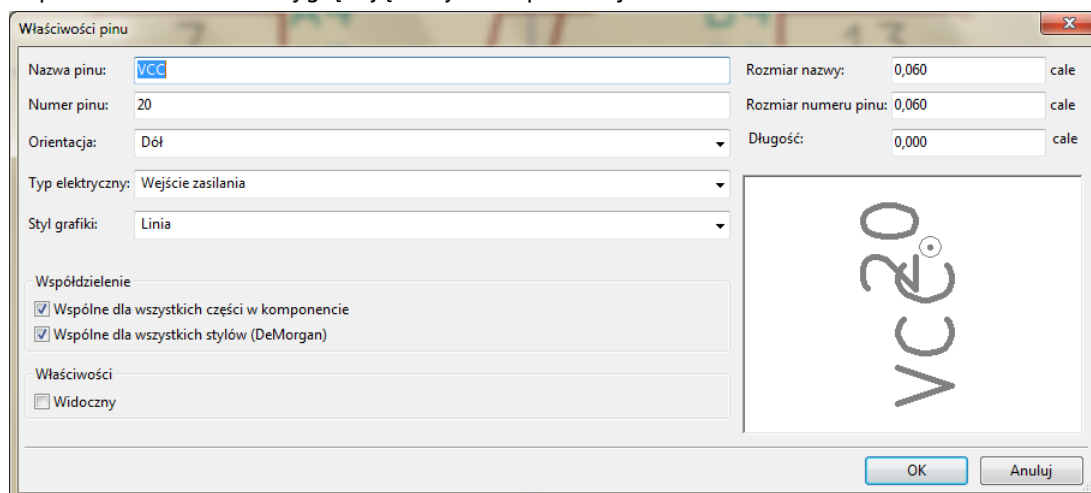 Właściwości pinu
Nazwa pinu: VCC
Rozmiar nazwy: 0,060 cale
Numer pinu: 20
Rozmiar numeru pinu: 0,060 cale
Orientacja: Dół
Długość: 0,000 cale
Typ elektryczny: Wejście zasilania
Styl grafiki: Linia
Współdzielenie
Wspólne dla wszystkich części w komponencie
Wspólne dla wszystkich stylów (DeMorgan)
Właściwości
Widoczny
20
VCC
OK Anuluj